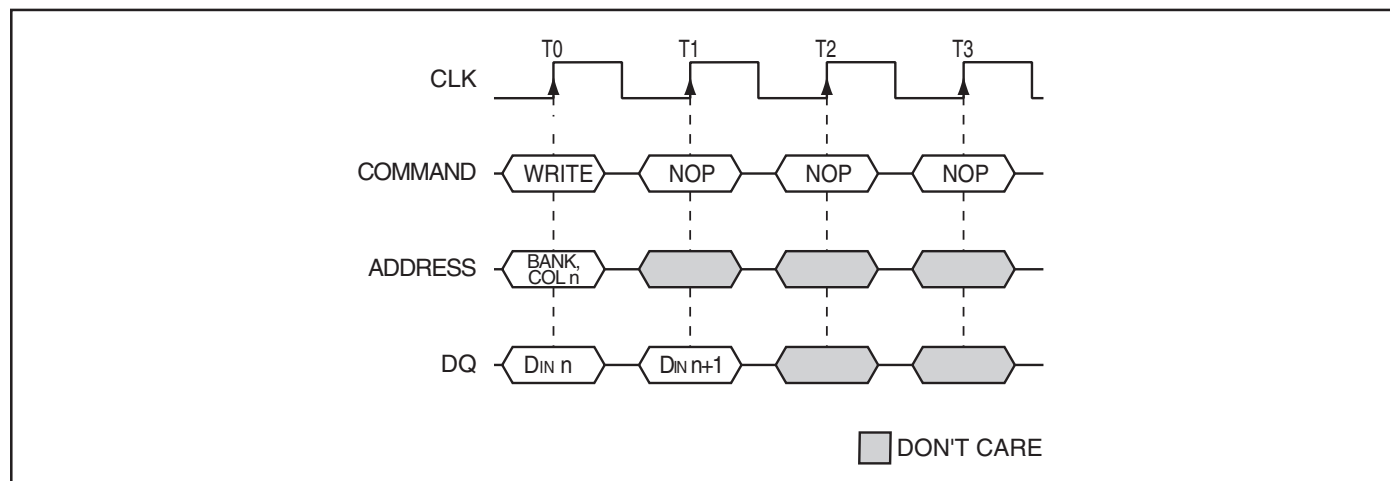 T0 T1 T2 T3
CLK
COMMAND WRITE NOP NOP NOP
ADDRESS BANK,
COL n
DQ DIN n DIN n+1
DON'T CARE